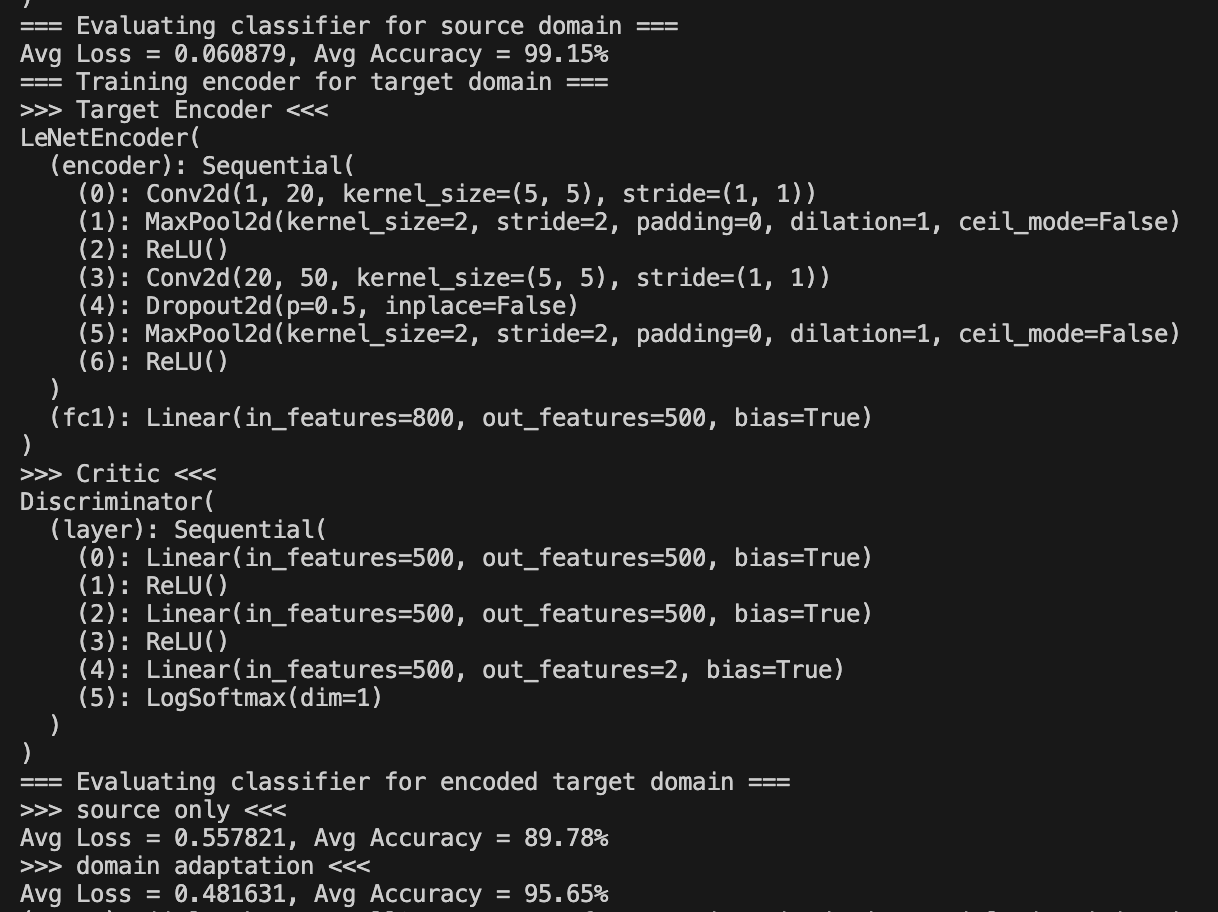 === Evaluating classifier for source domain ===
Avg Loss = 0.060879, Avg Accuracy = 99.15%
=== Training encoder for target domain ===
>>> Target Encoder <<<
LeNetEncoder(
  (encoder): Sequential(
    (0): Conv2d(1, 20, kernel_size=(5, 5), stride=(1, 1))
    (1): MaxPool2d(kernel_size=2, stride=2, padding=0, dilation=1, ceil_mode=False)
    (2): ReLU()
    (3): Conv2d(20, 50, kernel_size=(5, 5), stride=(1, 1))
    (4): Dropout2d(p=0.5, inplace=False)
    (5): MaxPool2d(kernel_size=2, stride=2, padding=0, dilation=1, ceil_mode=False)
    (6): ReLU()
  )
  (fc1): Linear(in_features=800, out_features=500, bias=True)
)
>>> Critic <<<
Discriminator(
  (layer): Sequential(
    (0): Linear(in_features=500, out_features=500, bias=True)
    (1): ReLU()
    (2): Linear(in_features=500, out_features=500, bias=True)
    (3): ReLU()
    (4): Linear(in_features=500, out_features=2, bias=True)
    (5): LogSoftmax(dim=1)
  )
)
=== Evaluating classifier for encoded target domain ===
>>> source only <<<
Avg Loss = 0.557821, Avg Accuracy = 89.78%
>>> domain adaptation <<<
Avg Loss = 0.481631, Avg Accuracy = 95.65%